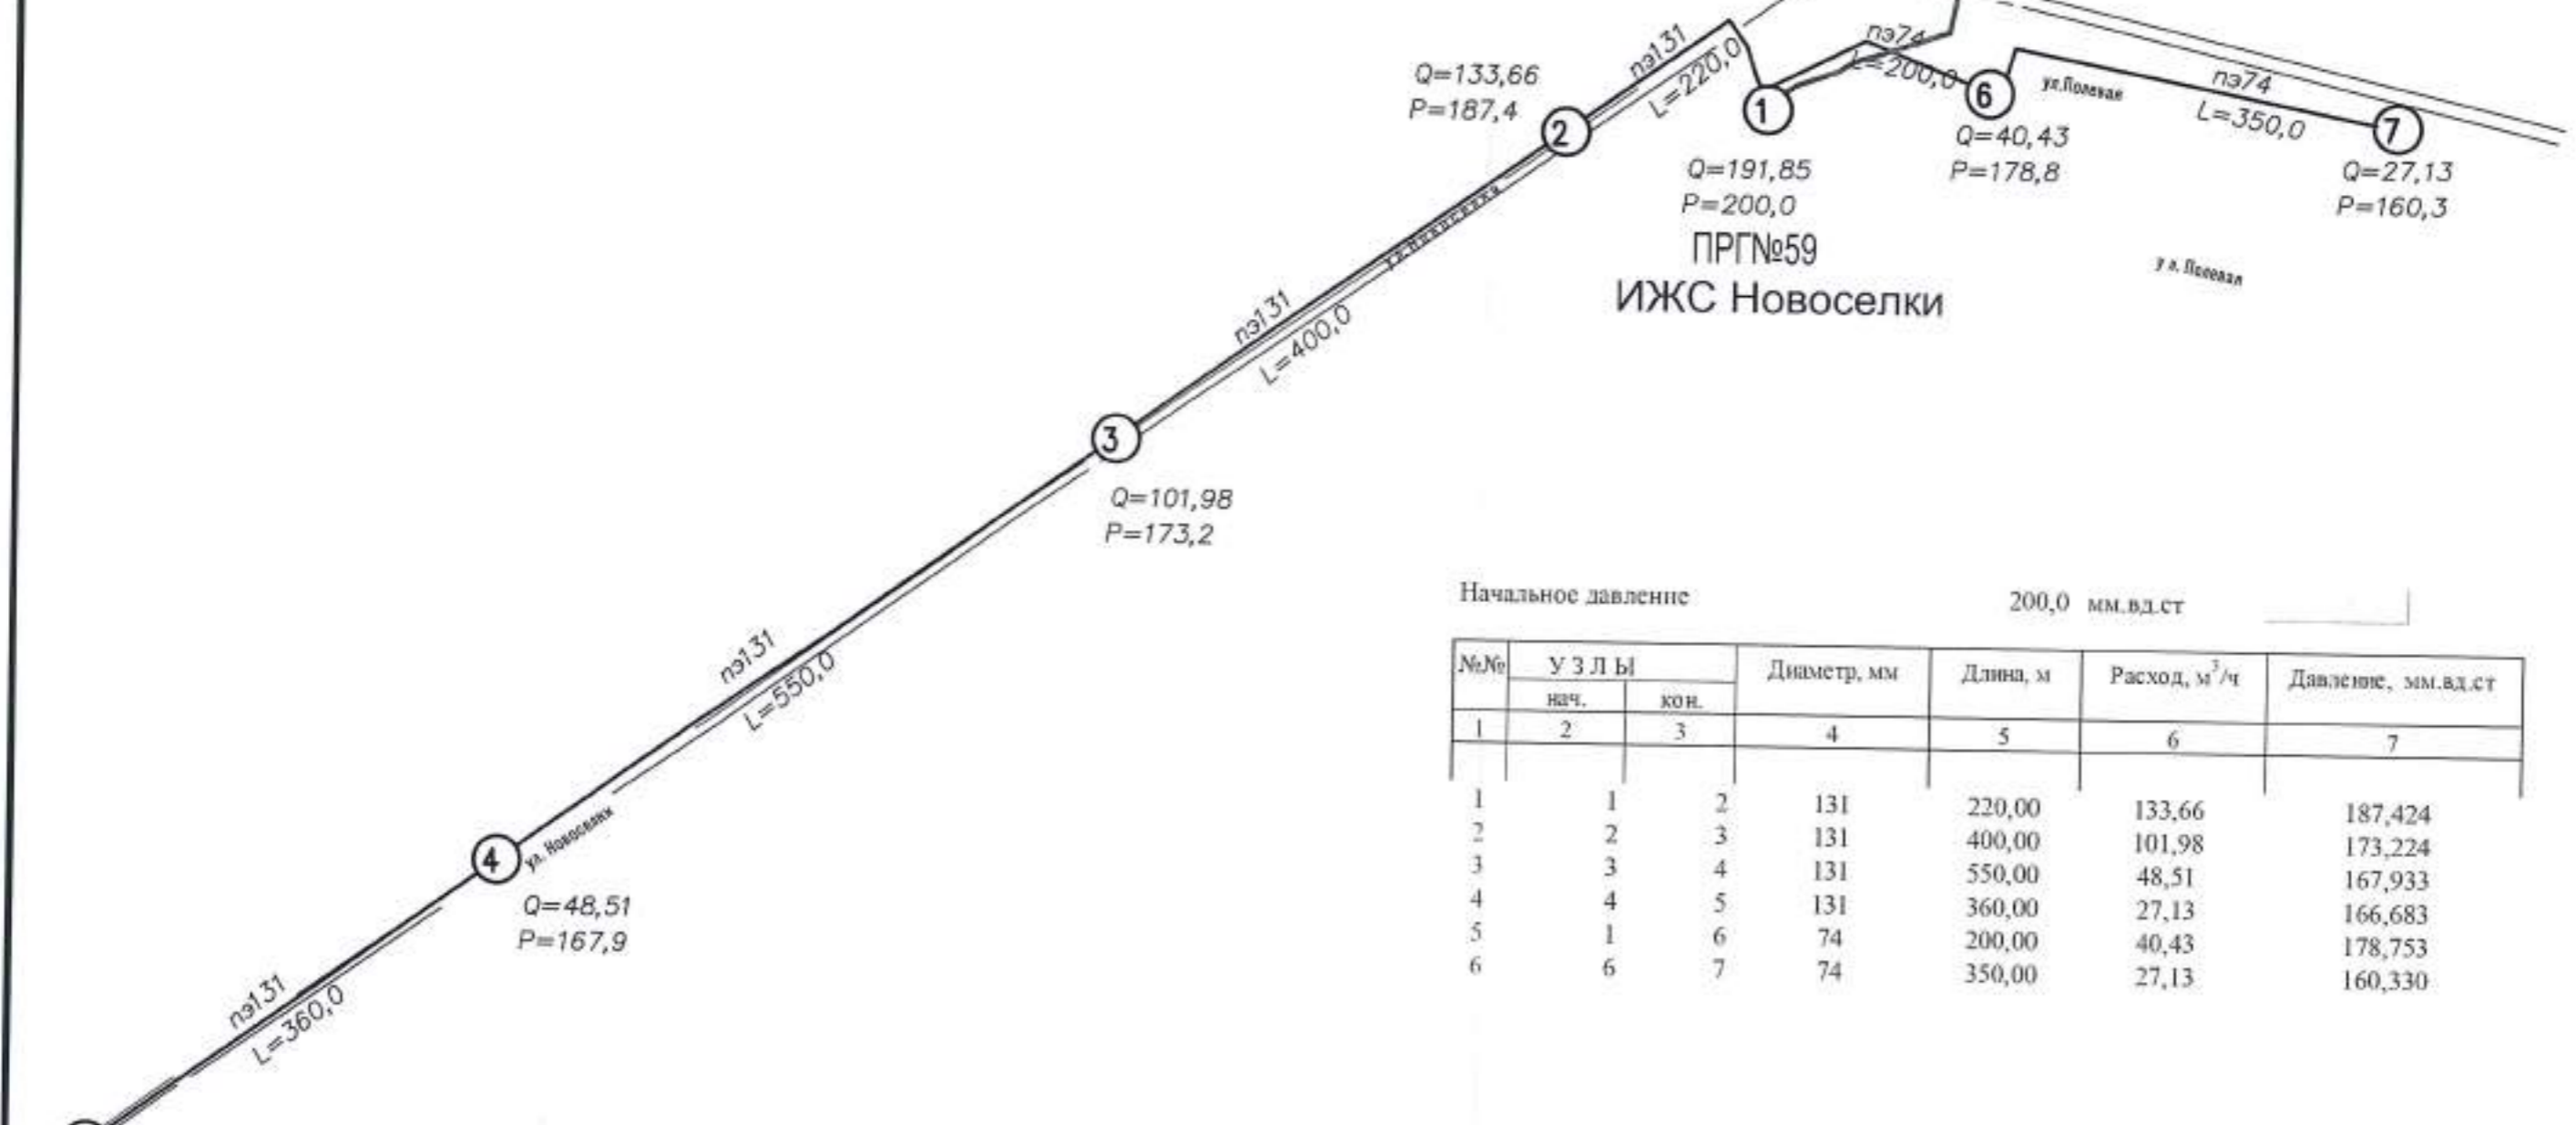 пэ131
L=220,0
Q=133,66
P=187,4
2
1
Q=191,85
P=200,0
ПРГ№59
ИЖС Новоселки
пэ74
L=200,0
6
Q=40,43
P=178,8
ул.Полевая
пэ74
L=350,0
7
Q=27,13
P=160,3
ул. Полевая
пэ131
L=400,0
3
Q=101,98
P=173,2
пэ131
L=550,0
4
ул. Новоселки
Q=48,51
P=167,9
пэ131
L=360,0
Начальное давление 200,0 мм.вд.ст
№№ У З Л Ы Диаметр, мм Длина, м Расход, м³/ч Давление, мм.вд.ст
нач. кон.
1 2 3 4 5 6 7
1 1 2 131 220,00 133,66 187,424
2 2 3 131 400,00 101,98 173,224
3 3 4 131 550,00 48,51 167,933
4 4 5 131 360,00 27,13 166,683
5 1 6 74 200,00 40,43 178,753
6 6 7 74 350,00 27,13 160,330